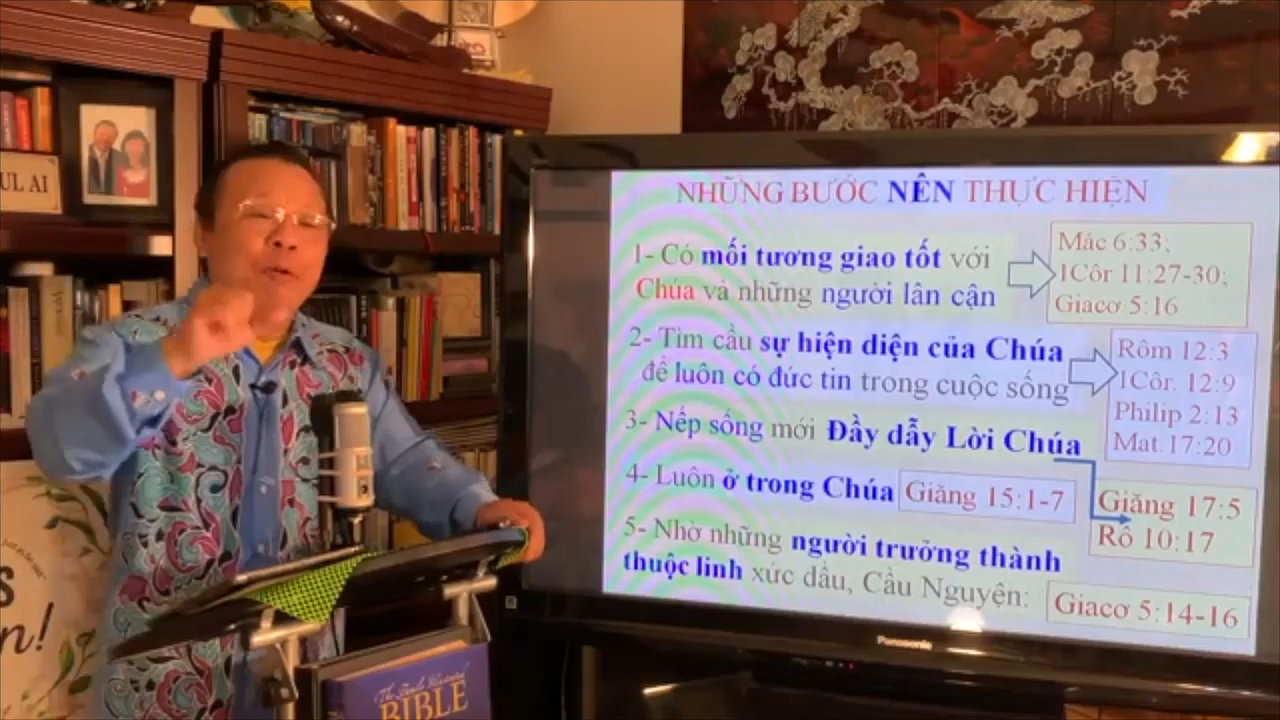 UL AI
NHỮNG BƯỚC NÊN THỰC HIỆN
1- Có mối tương giao tốt với
Chúa và những người lân cận
Mác 6:33;
1Côr 11:27-30;
Giacơ 5:16
2- Tìm cầu sự hiện diện của Chúa
để luôn có đức tin trong cuộc sống
Rôm 12:3
1Côr. 12:9
Philip 2:13
Mat.17:20
3- Nếp sống mới Đầy dẫy Lời Chúa
4- Luôn ở trong Chúa
Giăng 15:1-7
Giăng 17:5
Rô 10:17
5- Nhờ những người trưởng thành
thuộc linh xức dầu, Cầu Nguyện:
Giacơ 5:14-16
Panasonic
The Family Illustrated
BIBLE